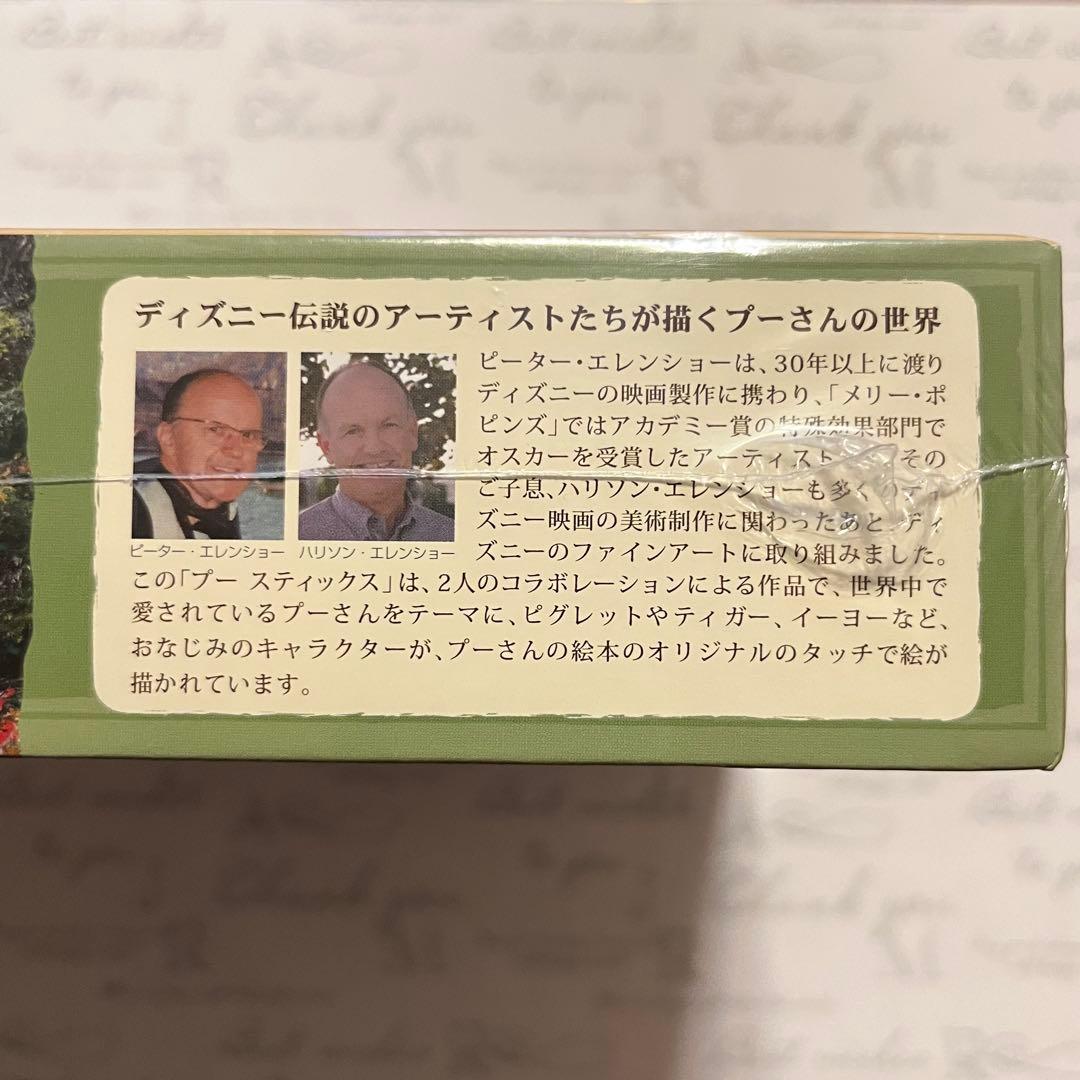 ディズニー伝説のアーティストたちが描くプーさんの世界
ピーター・エレンショーは、30年以上に渡り
ディズニーの映画製作に携わり、「メリー・ポ
ピンズ」ではアカデミー賞の特殊効果部門で
オスカーを受賞したアーティスト その
ご子息、ハリソン・エレンショーも多くのディ
ズニー映画の美術制作に関わったあと ディ
ズニーのファインアートに取り組みました。
ピーター・エレンショー
ハリソン・エレンショー
この「プー スティックス」は、2人のコラボレーションによる作品で、世界中で
愛されているプーさんをテーマに、ピグレットやティガー、イーヨーなど、
おなじみのキャラクターが、プーさんの絵本のオリジナルのタッチで絵が
描かれています。